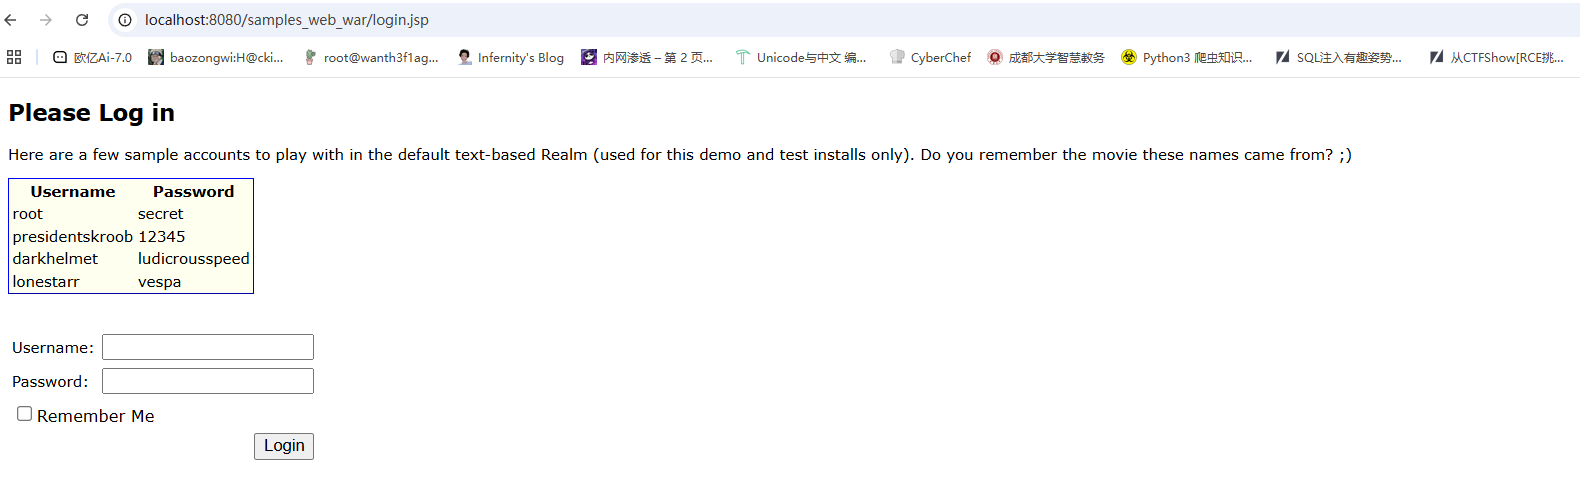 localhost:8080/samples_web_war/login.jsp
欧亿Ai-7.0 baozongwi:H@cki... root@wanth3f1ag... Infernity's Blog 内网渗透 – 第 2 页... Unicode与中文 编... CyberChef 成都大学智慧教务 Python3 爬虫知识... SQL注入有趣姿势... 从CTFShow[RCE挑...
Please Log in
Here are a few sample accounts to play with in the default text-based Realm (used for this demo and test installs only). Do you remember the movie these names came from? ;)
Username Password
root secret
presidentskroob 12345
darkhelmet ludicrousspeed
lonestarr vespa
Username:
Password:
Remember Me
Login